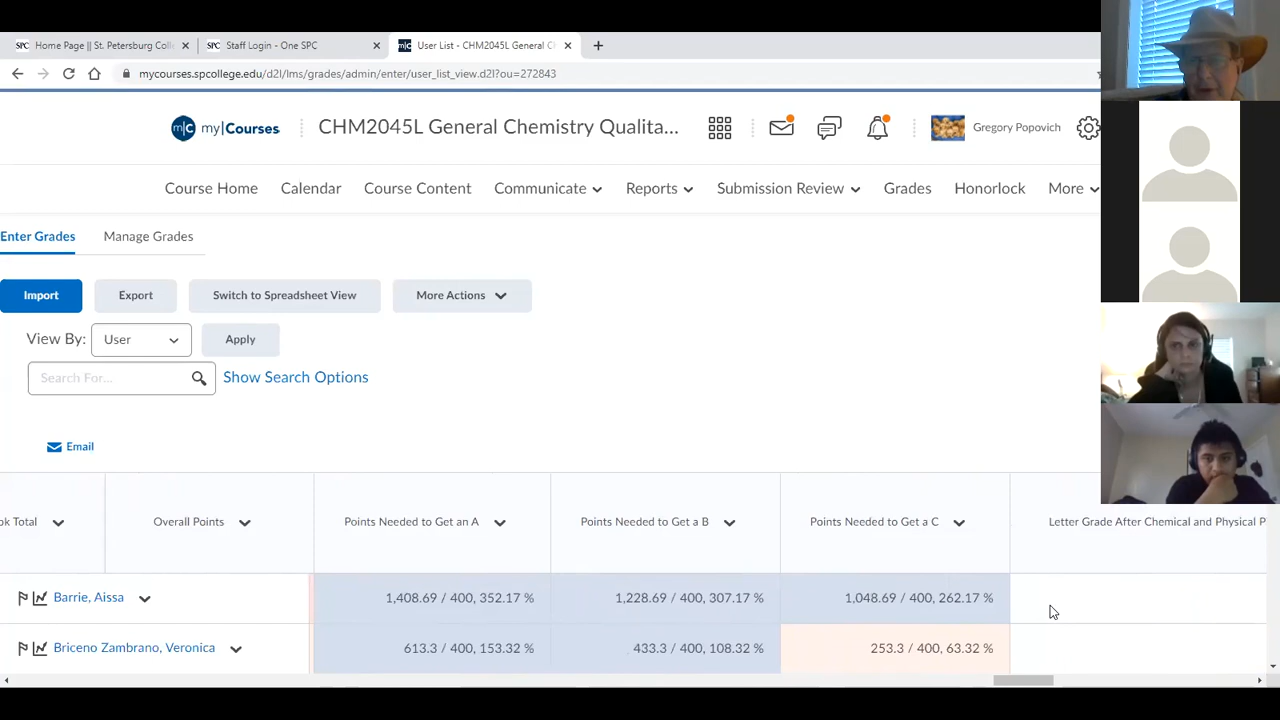 SPC Home Page || St. Petersburg Coll
SPC Staff Login - One SPC
m|C User List - CHM2045L General Ch
mycourses.spcollege.edu/d2l/lms/grades/admin/enter/user_list_view.d2l?ou=272843
m|C my|Courses
CHM2045L General Chemistry Qualita...
Gregory Popovich
Course Home Calendar Course Content Communicate Reports Submission Review Grades Honorlock More
Enter Grades Manage Grades
Import Export Switch to Spreadsheet View More Actions
View By: User Apply
Search For... Show Search Options
Email
ok Total Overall Points Points Needed to Get an A Points Needed to Get a B Points Needed to Get a C Letter Grade After Chemical and Physical P
Barrie, Aissa 1,408.69 / 400, 352.17 % 1,228.69 / 400, 307.17 % 1,048.69 / 400, 262.17 %
Briceno Zambrano, Veronica 613.3 / 400, 153.32 % 433.3 / 400, 108.32 % 253.3 / 400, 63.32 %